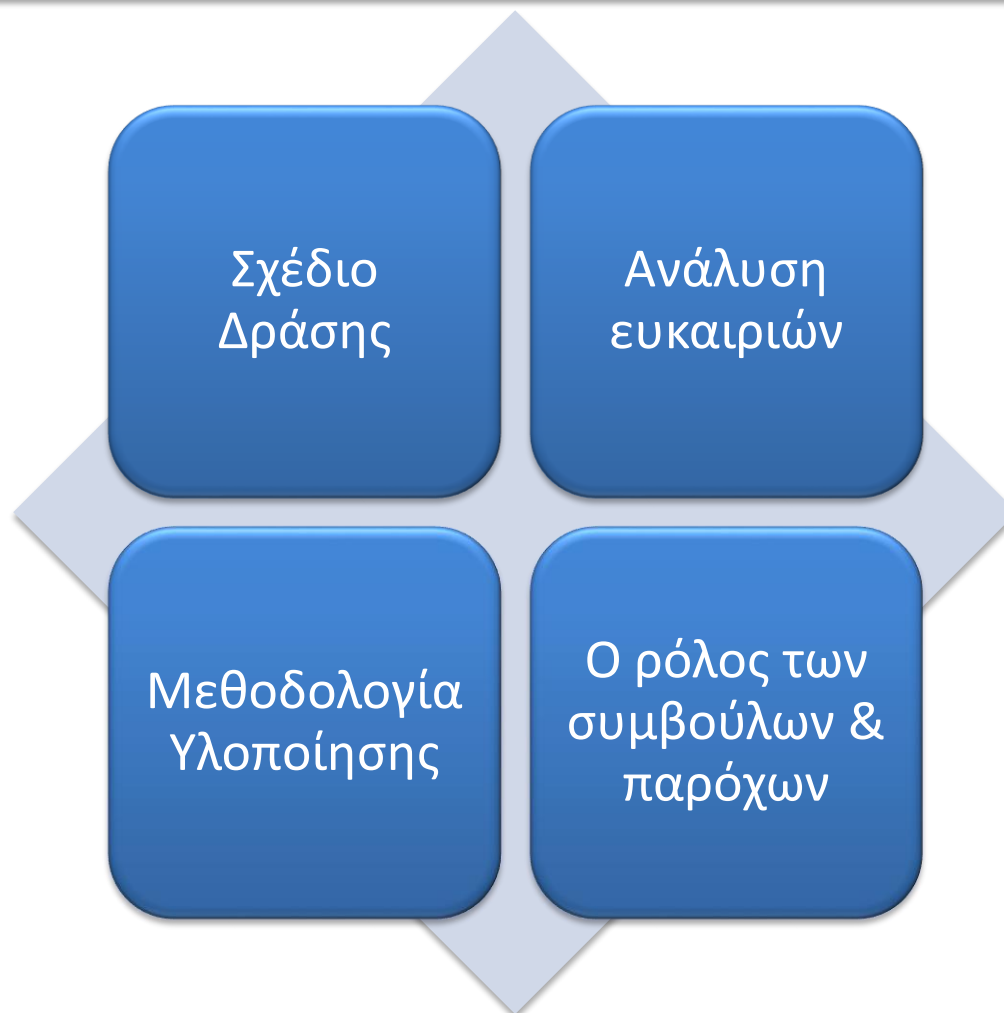 Σχέδιο
Δράσης
Ανάλυση
ευκαιριών
Μεθοδολογία
Υλοποίησης
Ο ρόλος των
συμβούλων &
παρόχων